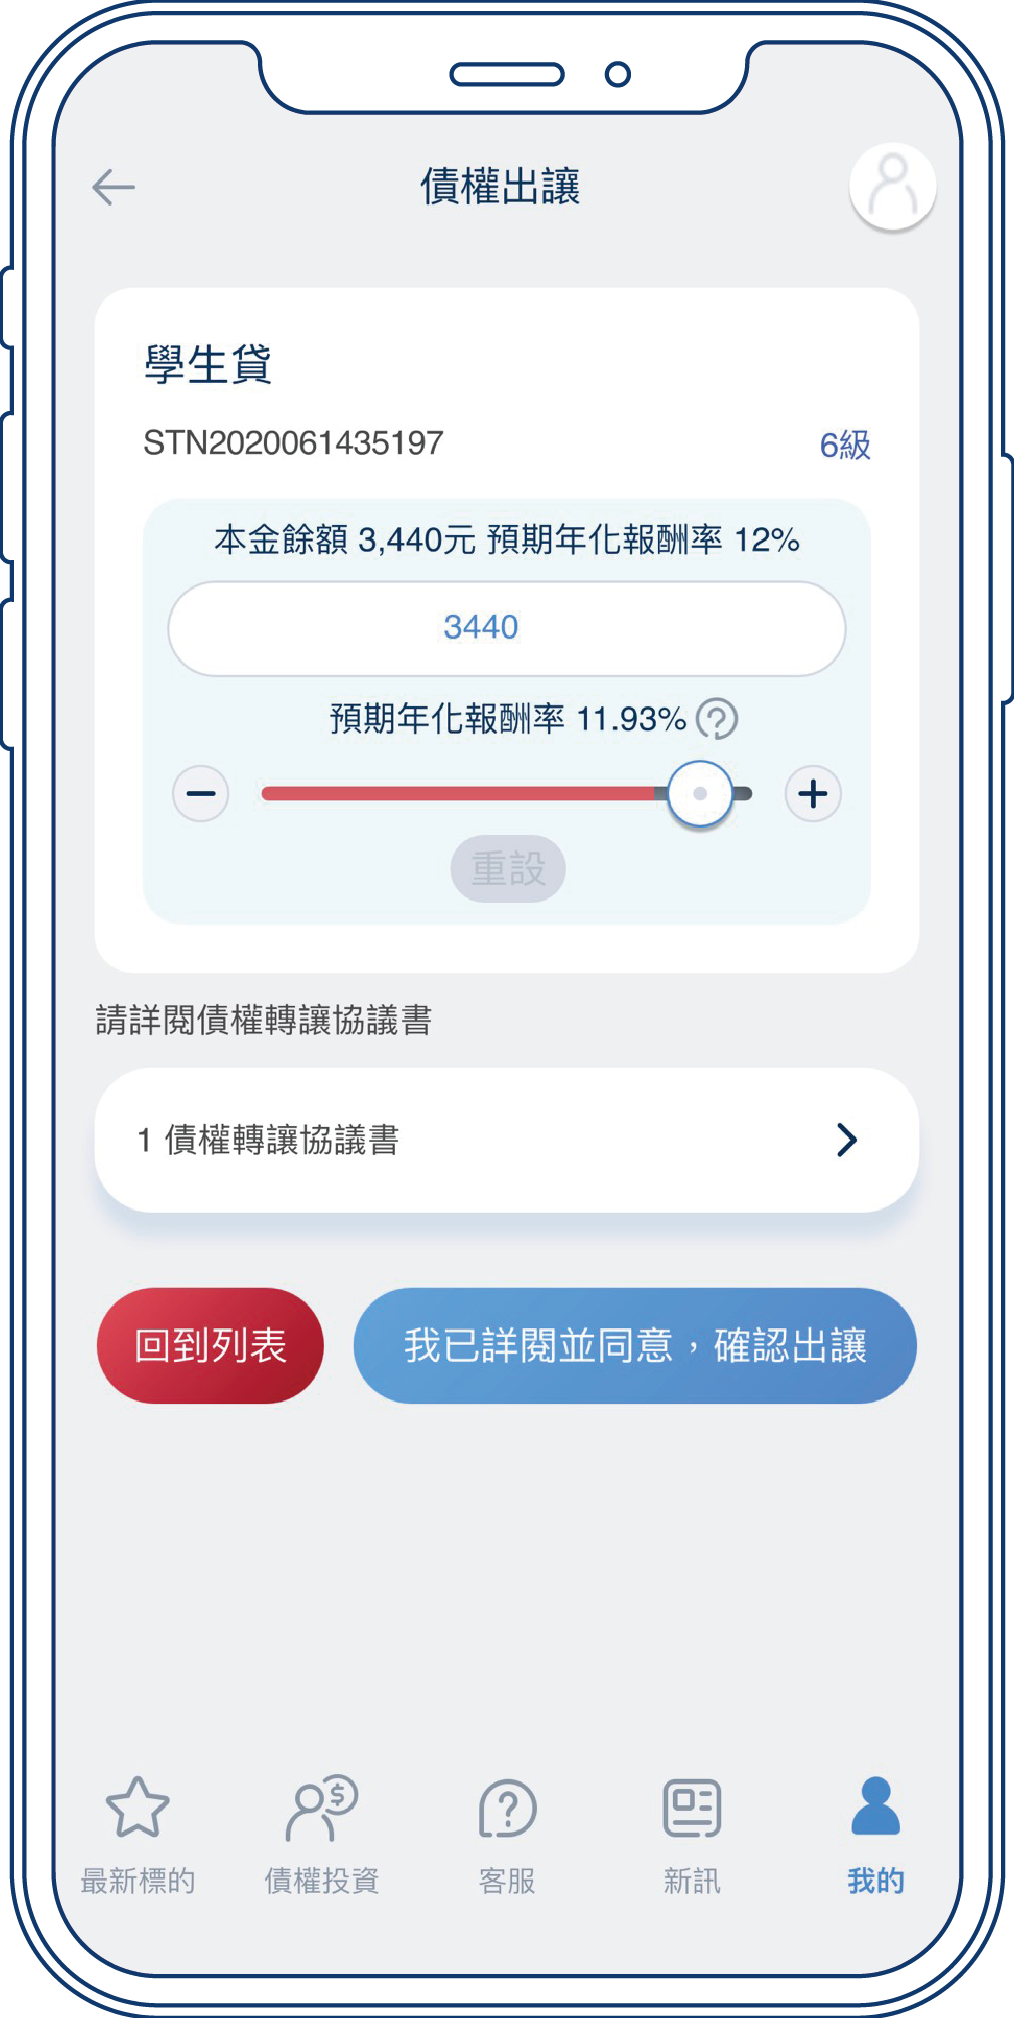 債權出讓
學生貸
STN2020061435197
6級
本金餘額 3,440元 預期年化報酬率 12%
3440
預期年化報酬率 11.93%
重設
請詳閱債權轉讓協議書
1 債權轉讓協議書
回到列表
我已詳閱並同意，確認出讓
最新標的
債權投資
客服
新訊
我的